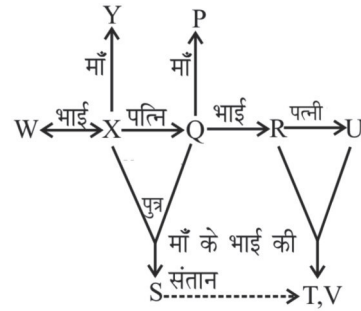 Y P
माँ माँ
W भाई X पत्नि Q भाई R पत्नी U
पुत्र
माँ के भाई की
S संतान T,V